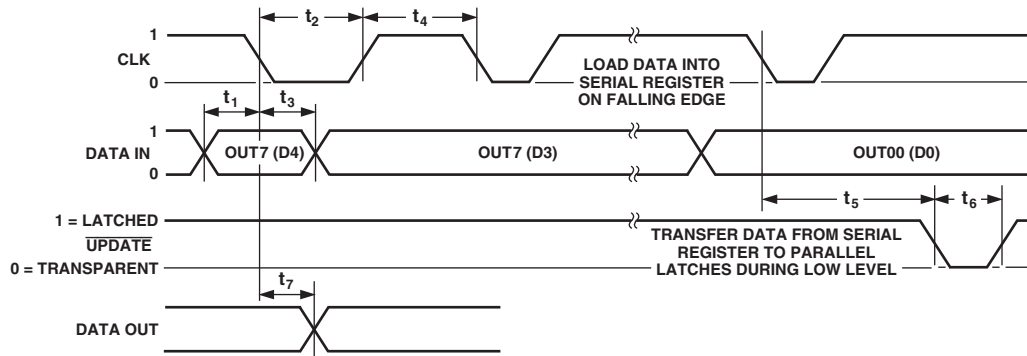 t2
t4
1
CLK
0
LOAD DATA INTO
SERIAL REGISTER
ON FALLING EDGE
t1
t3
1
DATA IN
0
OUT7 (D4)
OUT7 (D3)
OUT00 (D0)
t5
t6
1 = LATCHED
UPDATE
0 = TRANSPARENT
TRANSFER DATA FROM SERIAL
REGISTER TO PARALLEL
LATCHES DURING LOW LEVEL
t7
DATA OUT